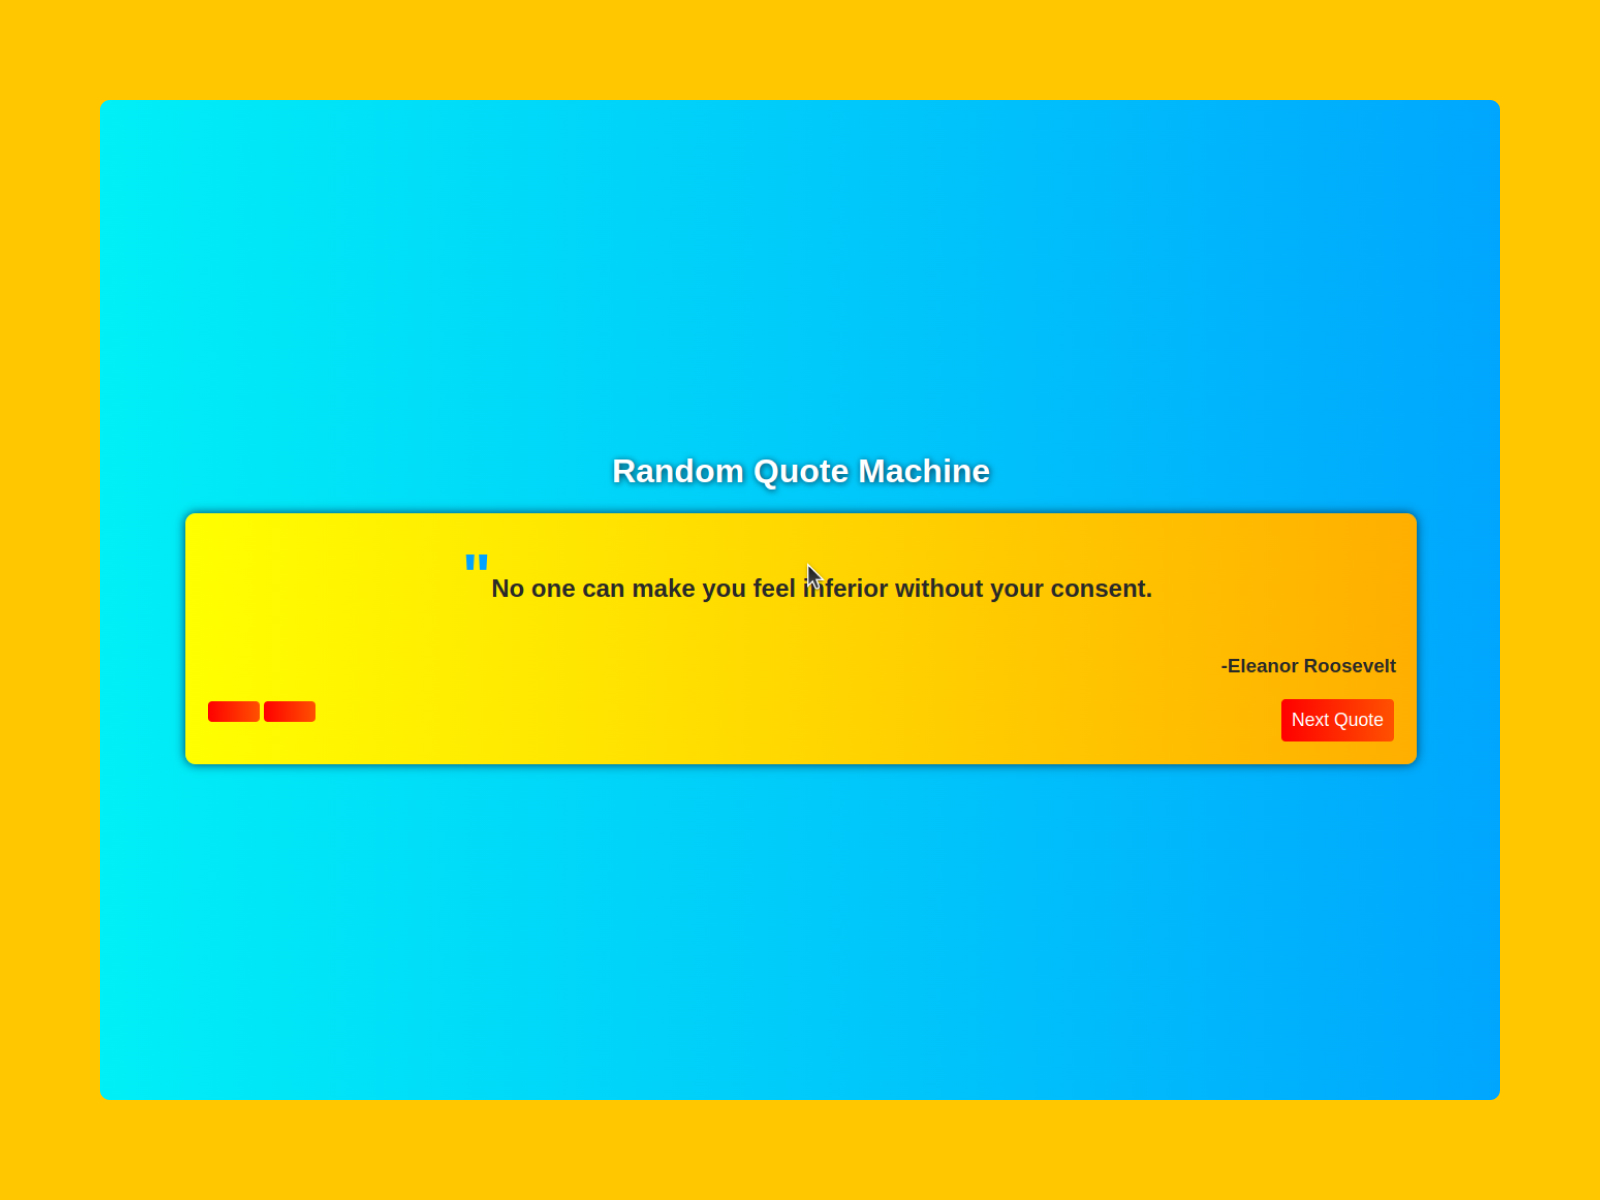 Random Quote Machine
"No one can make you feel inferior without your consent.
-Eleanor Roosevelt
Next Quote